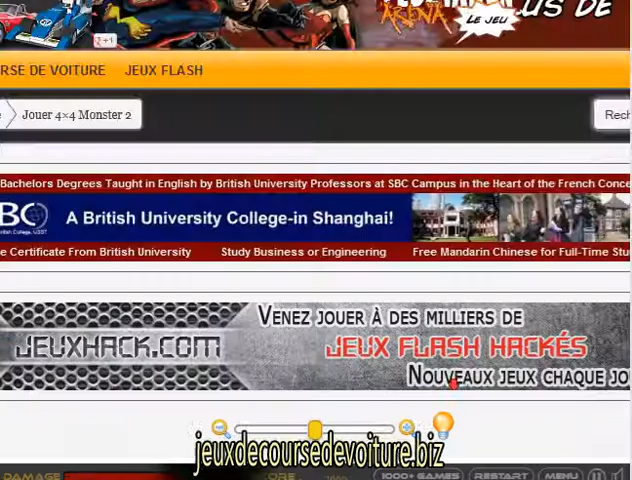 ARENA
LE JEU
US DE
+1
RSE DE VOITURE JEUX FLASH
Jouer 4×4 Monster 2
Rech
Bachelors Degrees Taught in English by British University Professors at SBC Campus in the Heart of the French Conce
BC
A British University College-in Shanghai!
e Certificate From British University Study Business or Engineering Free Mandarin Chinese for Full-Time Stu
VENEZ JOUER À DES MILLIERS DE
JEUXHACK.COM
JEUX FLASH HACKÉS
NOUVEAUX JEUX CHAQUE JO
jeuxdecoursedevoiture.biz
DAMAGE
1000+ GAMES RESTART MENU